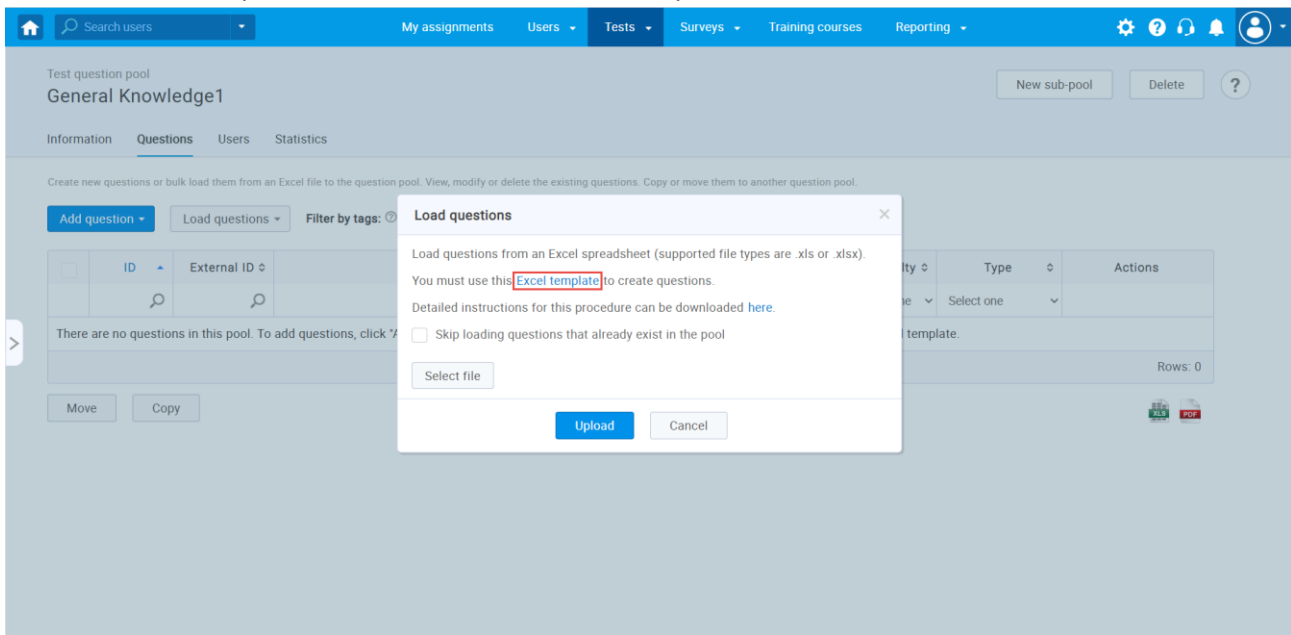 Search users My assignments Users Tests Surveys Training courses Reporting
Test question pool
General Knowledge1
New sub-pool Delete ?
Information Questions Users Statistics
Create new questions or bulk load them from an Excel file to the question pool. View, modify or delete the existing questions. Copy or move them to another question pool.
Add question Load questions Filter by tags:
Load questions
Load questions from an Excel spreadsheet (supported file types are .xls or .xlsx).
You must use this Excel template to create questions.
Detailed instructions for this procedure can be downloaded here.
Skip loading questions that already exist in the pool
Select file
Upload Cancel
ID External ID Type Actions
Select one
There are no questions in this pool. To add questions, click template.
Rows: 0
Move Copy XLS PDF